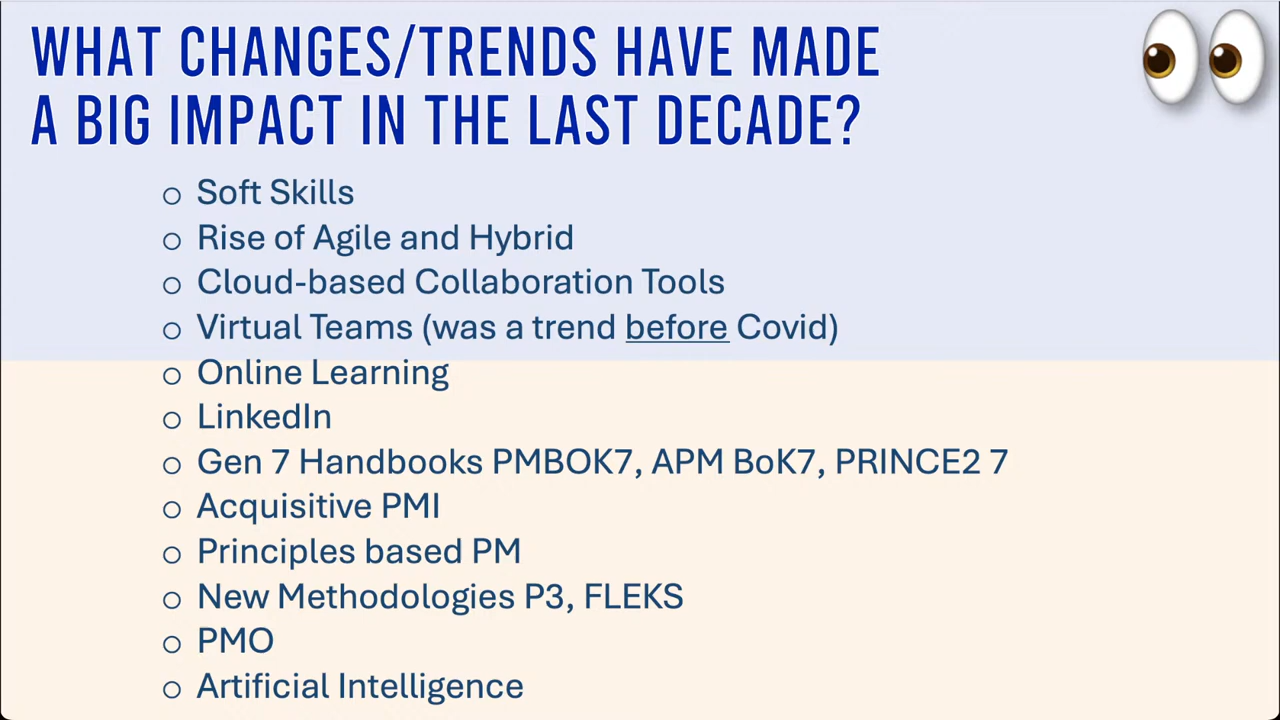 WHAT CHANGES/TRENDS HAVE MADE
A BIG IMPACT IN THE LAST DECADE?
o Soft Skills
o Rise of Agile and Hybrid
o Cloud-based Collaboration Tools
o Virtual Teams (was a trend before Covid)
o Online Learning
o LinkedIn
o Gen 7 Handbooks PMBOK7, APM BoK7, PRINCE2 7
o Acquisitive PMI
o Principles based PM
o New Methodologies P3, FLEKS
o PMO
o Artificial Intelligence